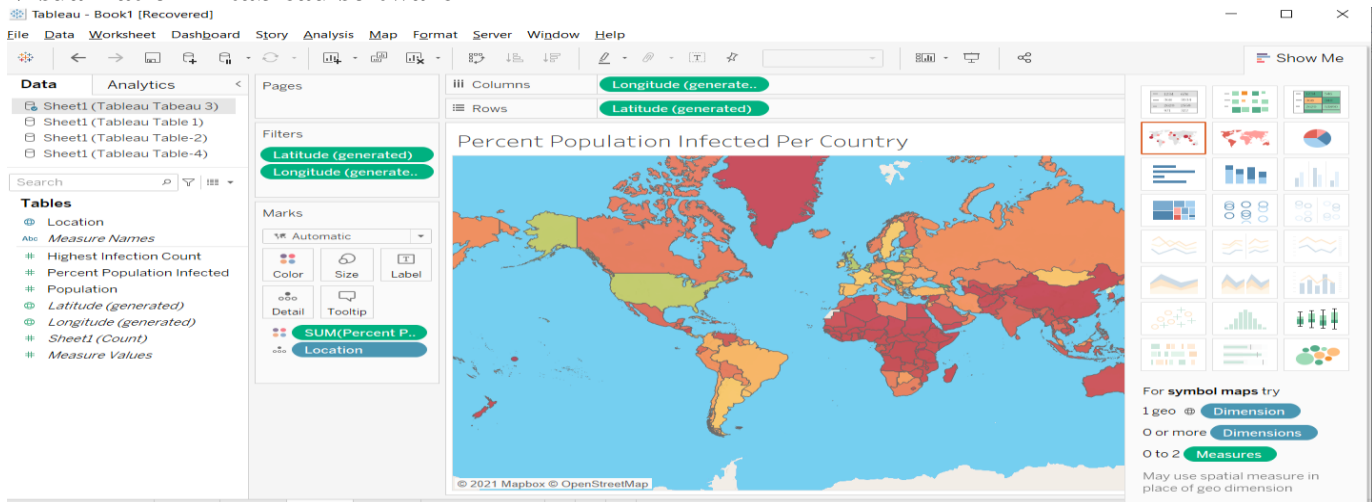 Tableau - Book1 [Recovered]
File Data Worksheet Dashboard Story Analysis Map Format Server Window Help
Show Me
Data Analytics
Sheet1 (Tableau Tabeau 3)
Sheet1 (Tableau Table 1)
Sheet1 (Tableau Table-2)
Sheet1 (Tableau Table-4)
Search
Tables
Location
Abc Measure Names
# Highest Infection Count
# Percent Population Infected
# Population
Latitude (generated)
Longitude (generated)
# Sheet1 (Count)
# Measure Values
Pages
Filters
Latitude (generated)
Longitude (generate..
Marks
Automatic
Color Size Label
Detail Tooltip
SUM(Percent P..
Location
Columns Longitude (generate..
Rows Latitude (generated)
Percent Population Infected Per Country
© 2021 Mapbox © OpenStreetMap
For symbol maps try
1 geo Dimension
0 or more Dimensions
0 to 2 Measures
May use spatial measure in
place of geo dimension